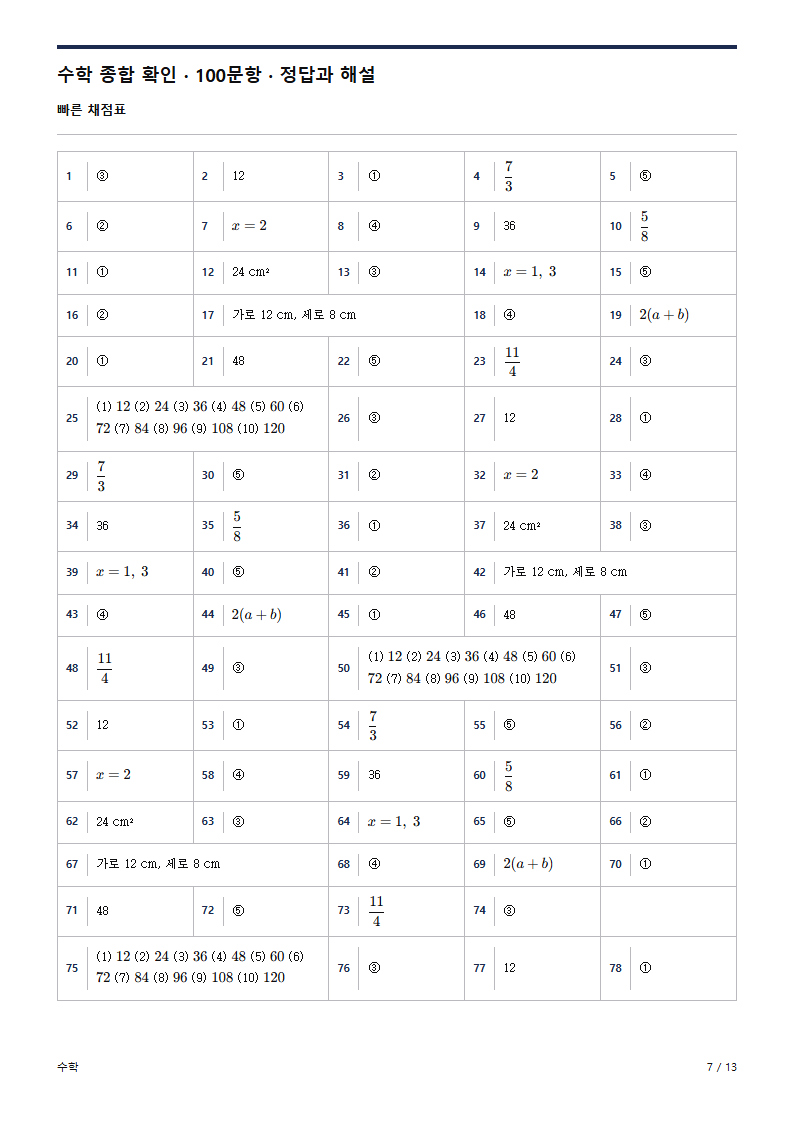 수학 종합 확인 · 100문항 · 정답과 해설
빠른 채점표
1 ③ 2 12 3 ① 4 7/3 5 ⑤
6 ② 7 x = 2 8 ④ 9 36 10 5/8
11 ① 12 24 cm² 13 ③ 14 x = 1, 3 15 ⑤
16 ② 17 가로 12 cm, 세로 8 cm 18 ④ 19 2(a + b)
20 ① 21 48 22 ⑤ 23 11/4 24 ③
25 (1) 12 (2) 24 (3) 36 (4) 48 (5) 60 (6)
72 (7) 84 (8) 96 (9) 108 (10) 120 26 ③ 27 12 28 ①
29 7/3 30 ⑤ 31 ② 32 x = 2 33 ④
34 36 35 5/8 36 ① 37 24 cm² 38 ③
39 x = 1, 3 40 ⑤ 41 ② 42 가로 12 cm, 세로 8 cm
43 ④ 44 2(a + b) 45 ① 46 48 47 ⑤
48 11/4 49 ③ 50 (1) 12 (2) 24 (3) 36 (4) 48 (5) 60 (6)
72 (7) 84 (8) 96 (9) 108 (10) 120 51 ③
52 12 53 ① 54 7/3 55 ⑤ 56 ②
57 x = 2 58 ④ 59 36 60 5/8 61 ①
62 24 cm² 63 ③ 64 x = 1, 3 65 ⑤ 66 ②
67 가로 12 cm, 세로 8 cm 68 ④ 69 2(a + b) 70 ①
71 48 72 ⑤ 73 11/4 74 ③
75 (1) 12 (2) 24 (3) 36 (4) 48 (5) 60 (6)
72 (7) 84 (8) 96 (9) 108 (10) 120 76 ③ 77 12 78 ①
수학 7 / 13